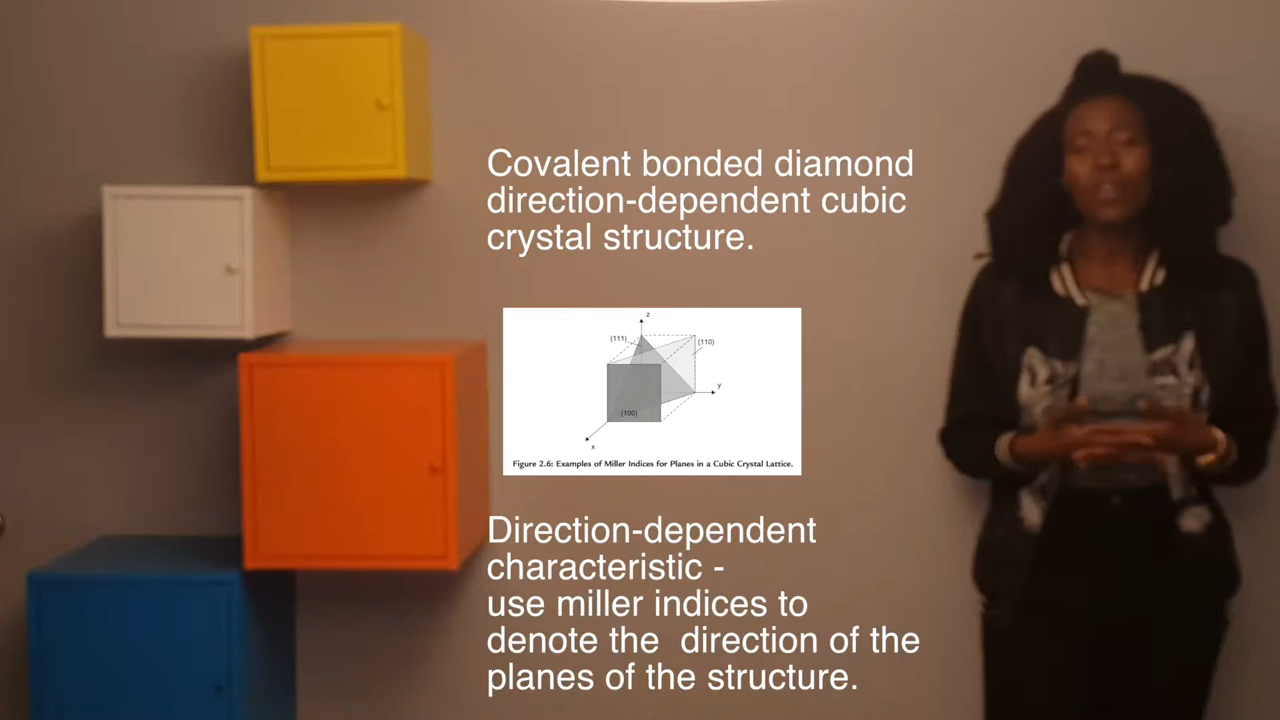 Covalent bonded diamond
direction-dependent cubic
crystal structure.
z
(111)
(110)
y
(100)
x
Figure 2.6: Examples of Miller Indices for Planes in a Cubic Crystal Lattice.
Direction-dependent
characteristic -
use miller indices to
denote the  direction of the
planes of the structure.